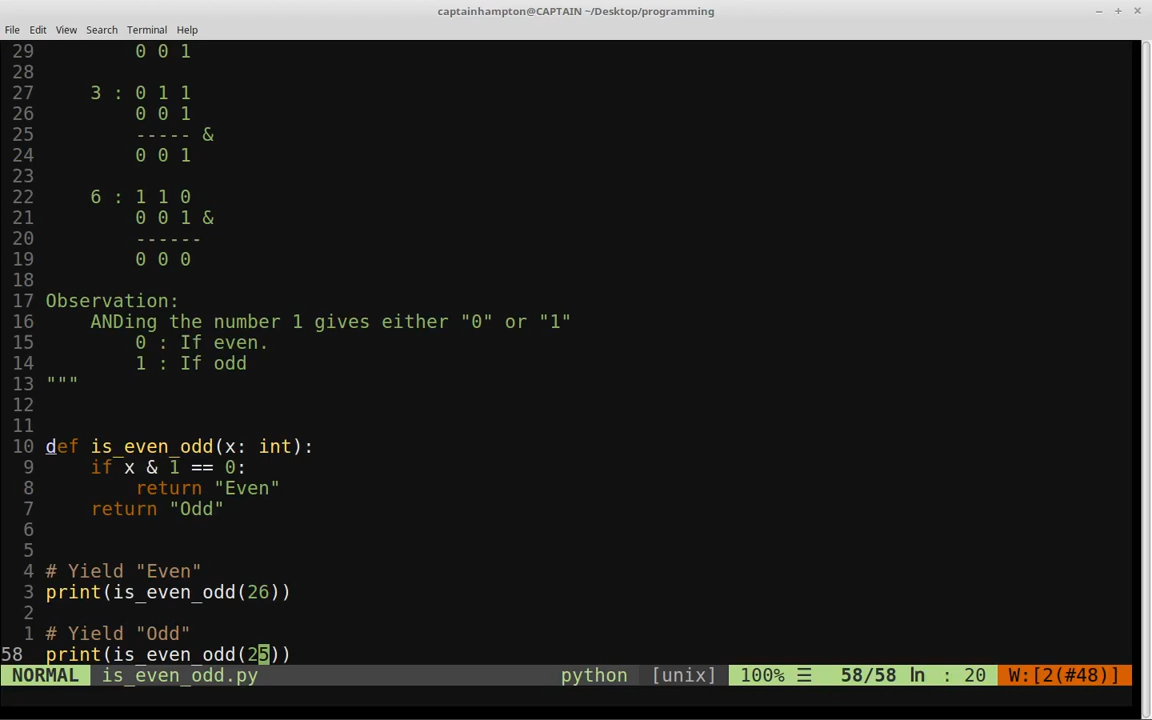 captainhampton@CAPTAIN ~/Desktop/programming
File Edit View Search Terminal Help
29 0 0 1
28
27 3 : 0 1 1
26 0 0 1
25 ----- &
24 0 0 1
23
22 6 : 1 1 0
21 0 0 1 &
20 ------
19 0 0 0
18
17 Observation:
16 ANDing the number 1 gives either "0" or "1"
15 0 : If even.
14 1 : If odd
13 """
12
11
10 def is_even_odd(x: int):
9 if x & 1 == 0:
8 return "Even"
7 return "Odd"
6
5
4 # Yield "Even"
3 print(is_even_odd(26))
2
1 # Yield "Odd"
58 print(is_even_odd(25))
NORMAL is_even_odd.py python [unix] 100% ☰ 58/58 ln : 20 W:[2(#48)]